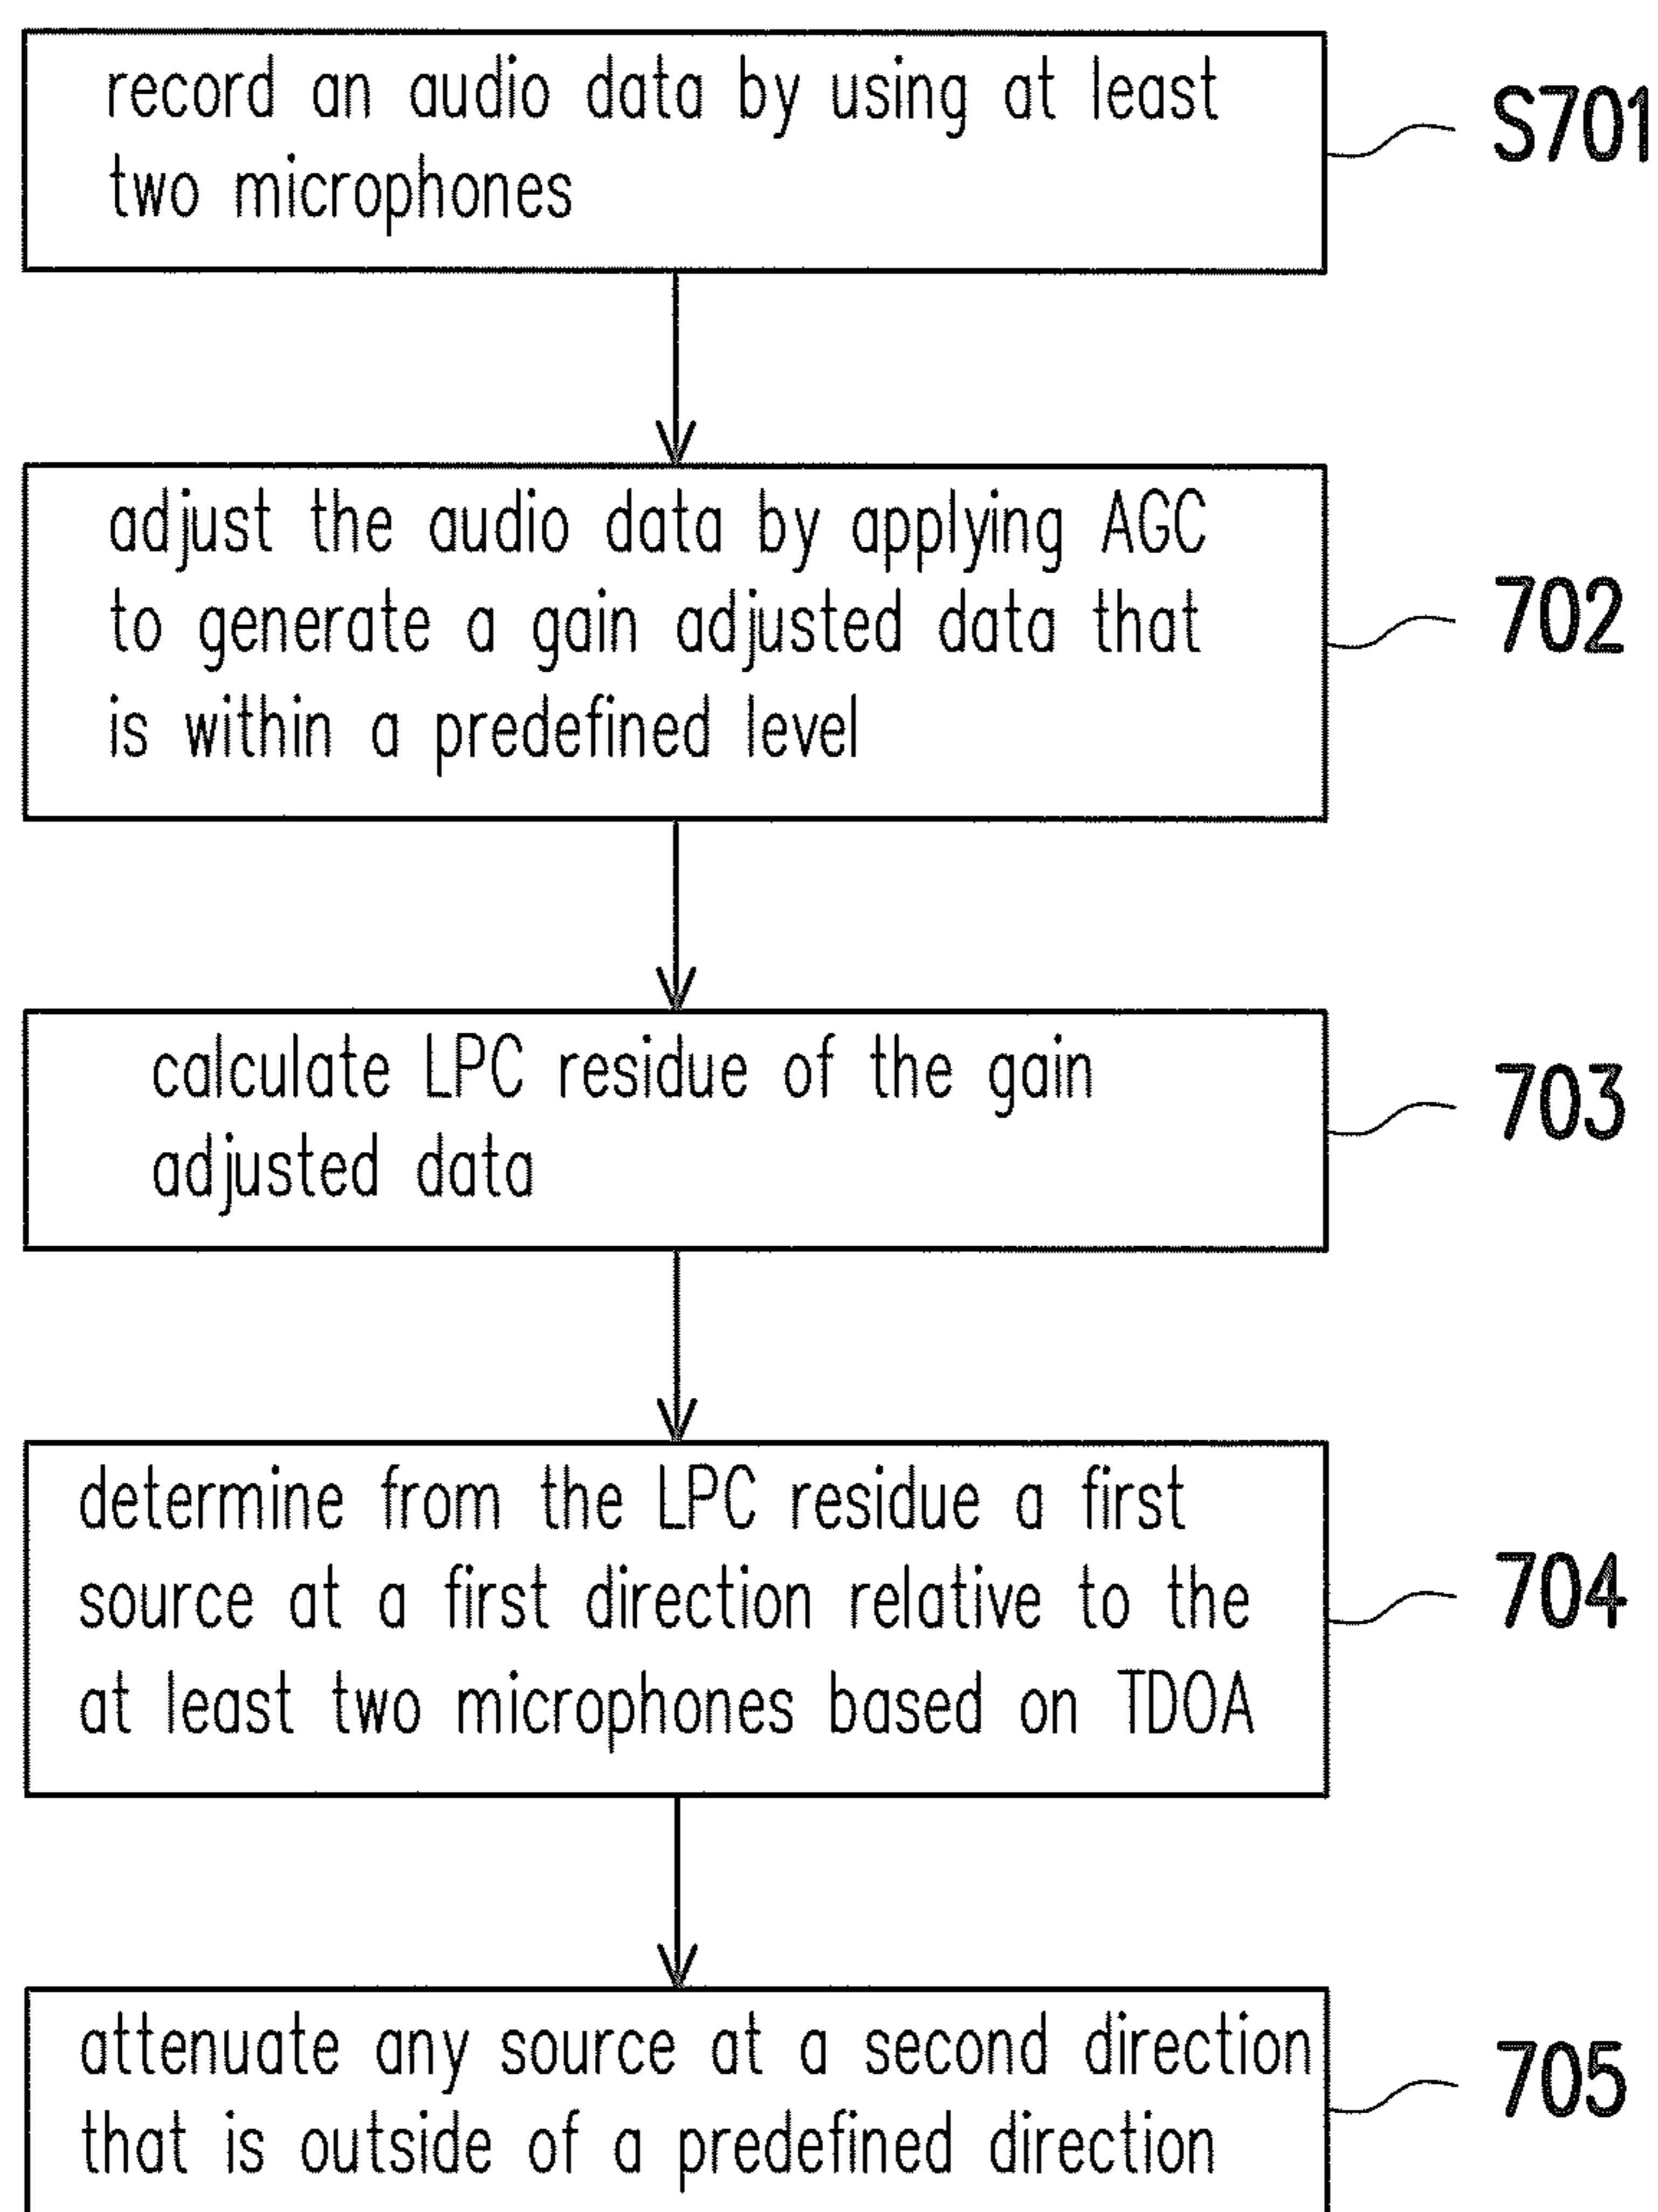 record an audio data by using at least
two microphones
S701
adjust the audio data by applying AGC
to generate a gain adjusted data that
is within a predefined level
702
calculate LPC residue of the gain
adjusted data
703
determine from the LPC residue a first
source at a first direction relative to the
at least two microphones based on TDOA
704
attenuate any source at a second direction
that is outside of a predefined direction
705